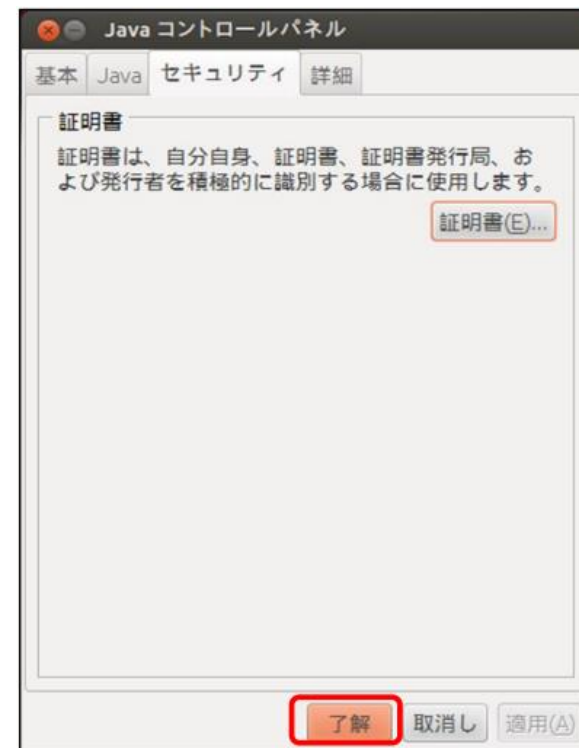 Java コントロールパネル
基本 Java セキュリティ 詳細
証明書
証明書は、自分自身、証明書、証明書発行局、お
よび発行者を積極的に識別する場合に使用します。
証明書(E)...
了解 取消し 適用(A)